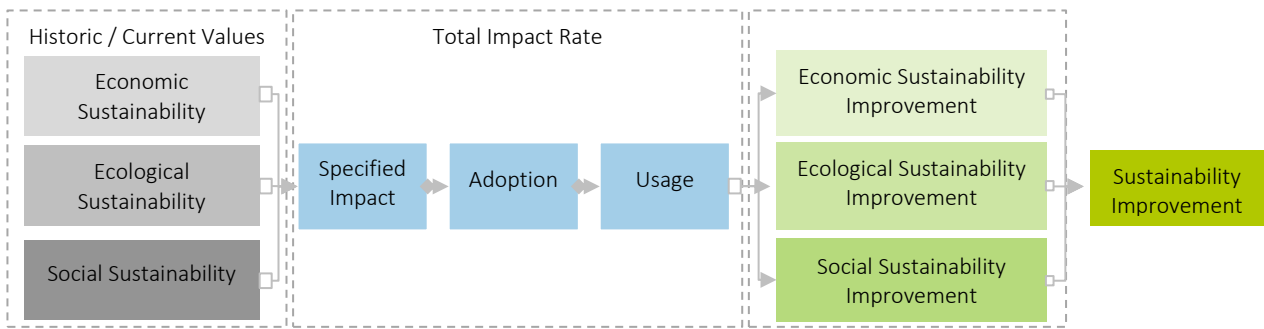 Historic / Current Values
Economic
Sustainability
Ecological
Sustainability
Social Sustainability
Total Impact Rate
Specified
Impact
Adoption
Usage
Economic Sustainability
Improvement
Ecological Sustainability
Improvement
Social Sustainability
Improvement
Sustainability
Improvement